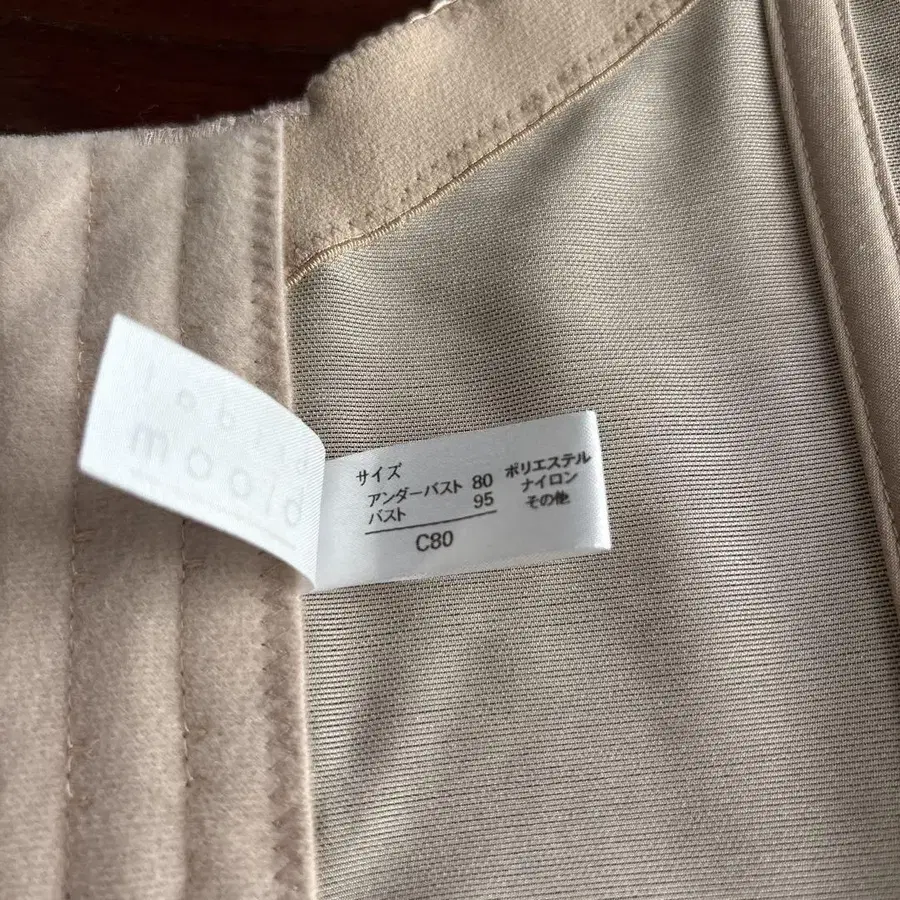 サイズ
アンダーバスト 80
バスト 95
C80
ポリエステル
ナイロン
その他